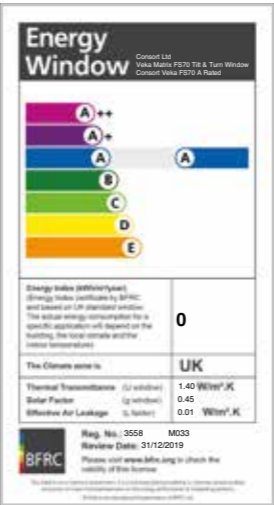 Energy
Window
Consort Ltd
Veka Matrix FS70 Tilt & Turn Window
Consort Veka FS70 A Rated
A++
A+
A
A
B
C
D
E
Energy Index (kWh/m²/year)
(Energy Index certificate by BFRC
and based on UK standard window.
The actual energy consumption for a
specific application will depend on the
building, the local climate and the
indoor temperature)
0
The Climate zone is:
UK
Thermal Transmittance (U window) 1.40 W/m².K
Solar Factor (g window) 0.45
Effective Air Leakage (L factor) 0.01 W/m².K
BFRC
Reg. No.: 3558 M033
Review Date: 31/12/2019
Please visit www.bfrc.org to check the
validity of this licence